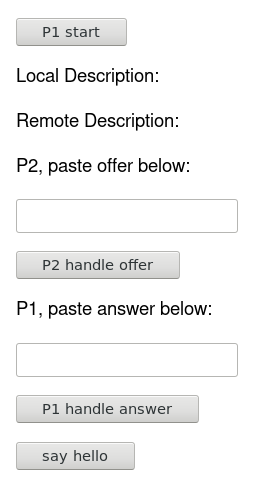 P1 start
Local Description:
Remote Description:
P2, paste offer below:
P2 handle offer
P1, paste answer below:
P1 handle answer
say hello